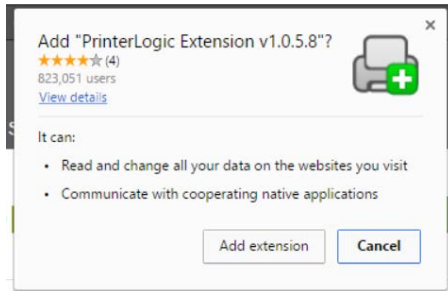 Add "PrinterLogic Extension v1.0.5.8"?
(4)
823,051 users
View details
It can:
• Read and change all your data on the websites you visit
• Communicate with cooperating native applications
Add extension
Cancel